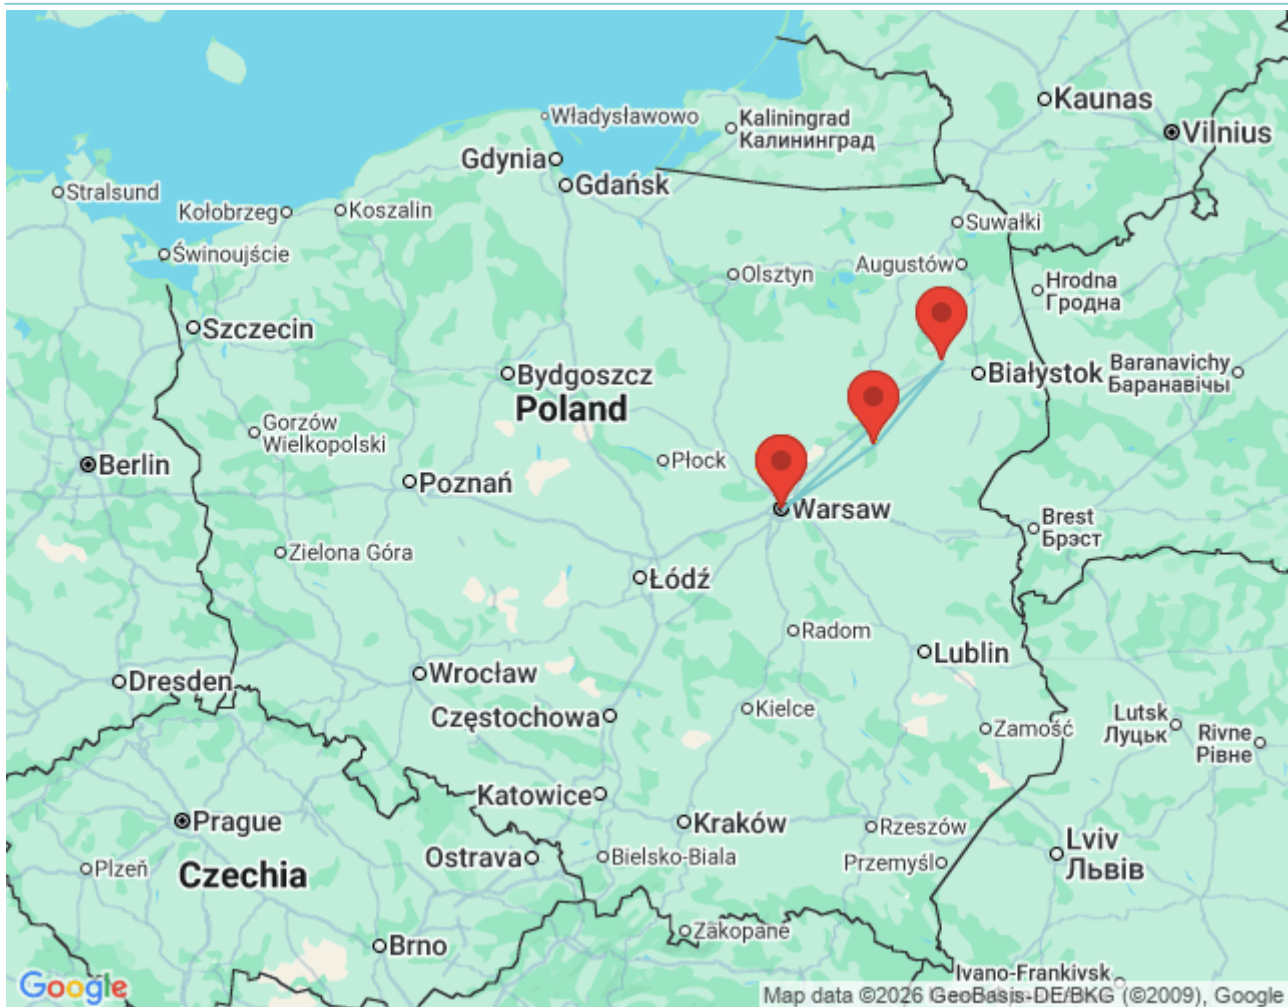 Kaunas
Władysławowo
Kaliningrad
Калининград
Vilnius
Gdynia
Gdańsk
Stralsund
Kołobrzeg
Koszalin
Suwałki
Świnoujście
Augustów
Olsztyn
Hrodna
Гродна
Szczecin
Bydgoszcz
Białystok
Baranavichy
Баранавічы
Poland
Gorzów
Wielkopolski
Berlin
Płock
Poznań
Warsaw
Brest
Брэст
Zielona Góra
Łódź
Radom
Lublin
Dresden
Wrocław
Częstochowa
Kielce
Zamość
Lutsk
Луцьк
Rivne
Рівне
Katowice
Prague
Kraków
Rzeszów
Lviv
Львів
Plzeň
Czechia
Ostrava
Bielsko-Biala
Przemyśl
Zakopane
Brno
Ivano-Frankivsk
Google
Map data ©2026 GeoBasis-DE/BKG (©2009), Google